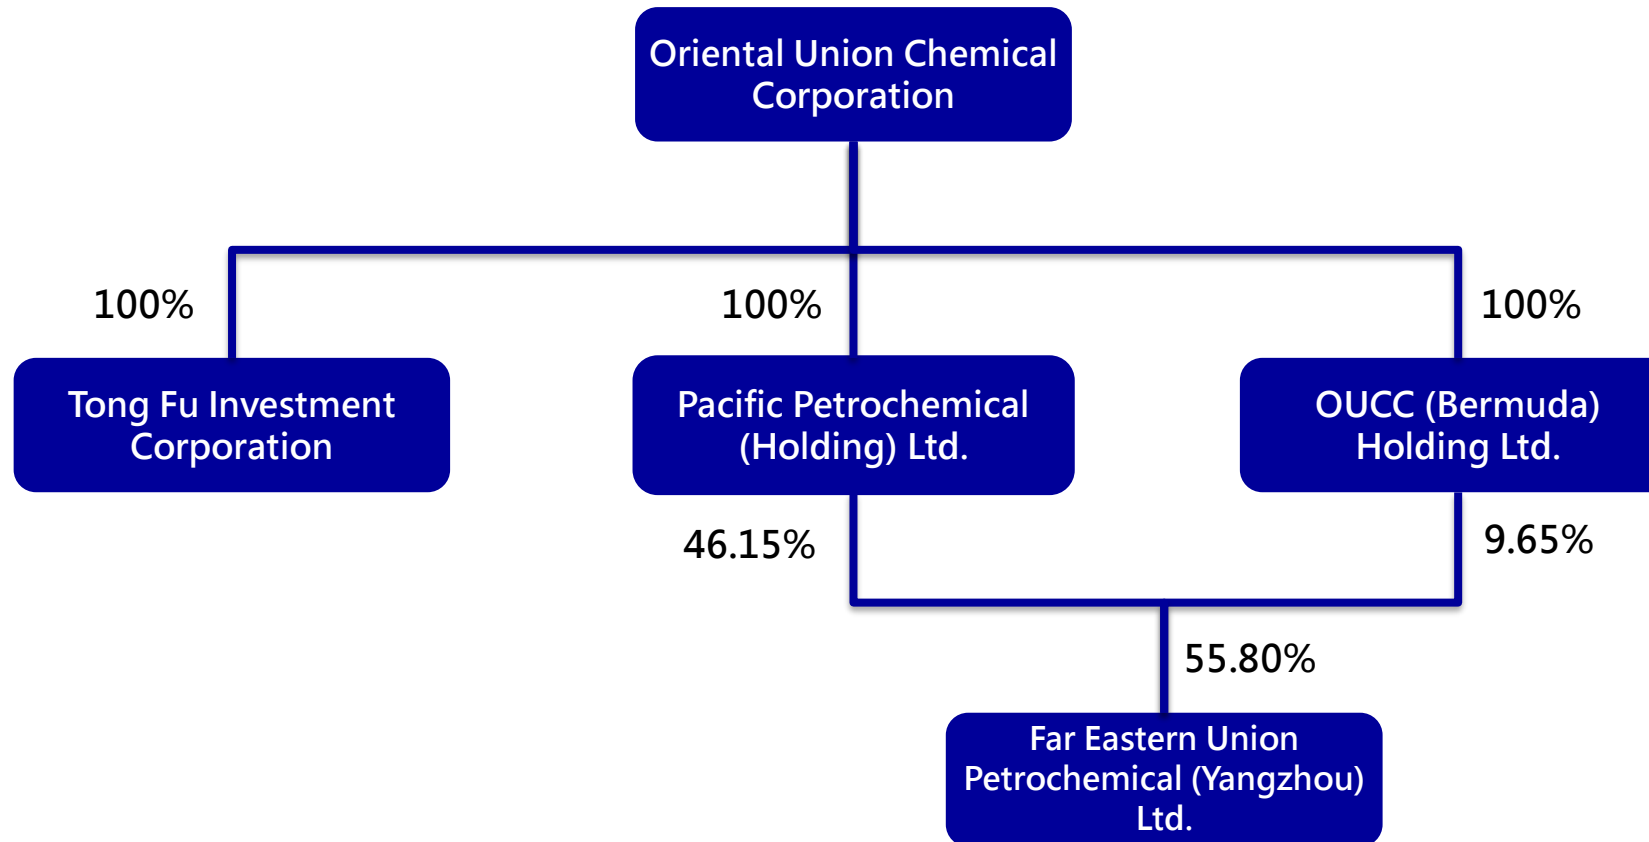 Oriental Union Chemical
Corporation
100%
100%
100%
Tong Fu Investment
Corporation
Pacific Petrochemical
(Holding) Ltd.
OUCC (Bermuda)
Holding Ltd.
46.15%
9.65%
55.80%
Far Eastern Union
Petrochemical (Yangzhou)
Ltd.